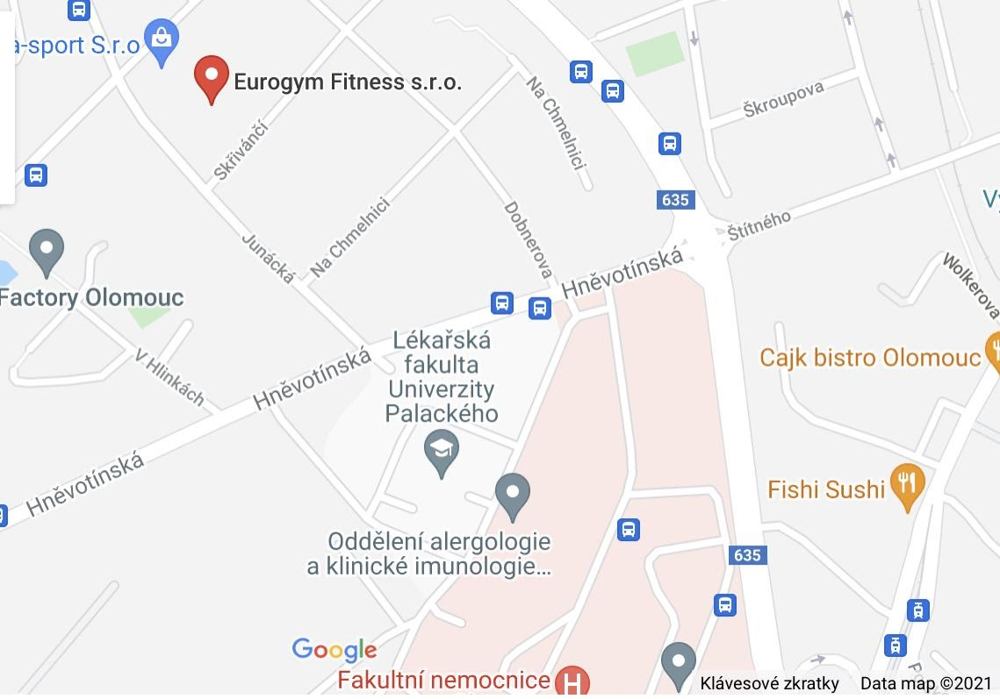 a-sport S.r.o
Eurogym Fitness s.r.o.
Na Chmelnici
Škroupova
Skřivánčí
635
Štítného
Dobnerova
Na Chmelnici
Junácká
Hněvotínská
Wolkerova
Factory Olomouc
Lékařská
fakulta
Univerzity
Palackého
Cajk bistro Olomouc
V Hlinkách
Hněvotínská
Hněvotínská
Fishi Sushi
Oddělení alergologie
a klinické imunologie...
635
Google
Fakultní nemocnice
H
Klávesové zkratky
Data map ©2021